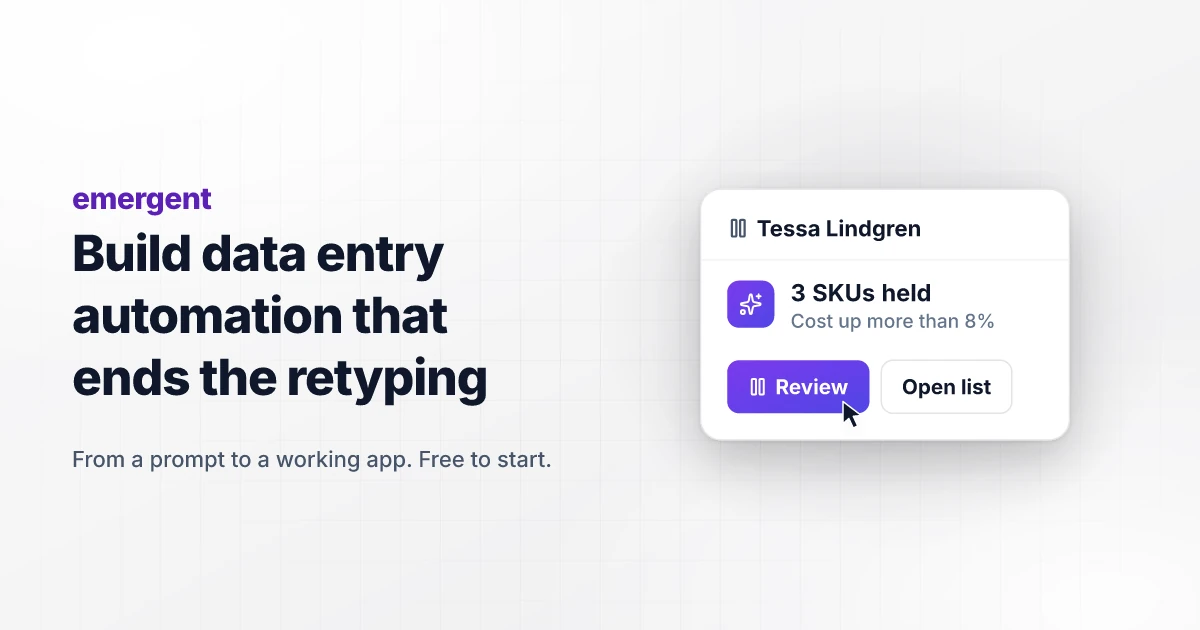 emergent
Build data entry
automation that
ends the retyping
From a prompt to a working app. Free to start.
Tessa Lindgren
3 SKUs held
Cost up more than 8%
Review
Open list